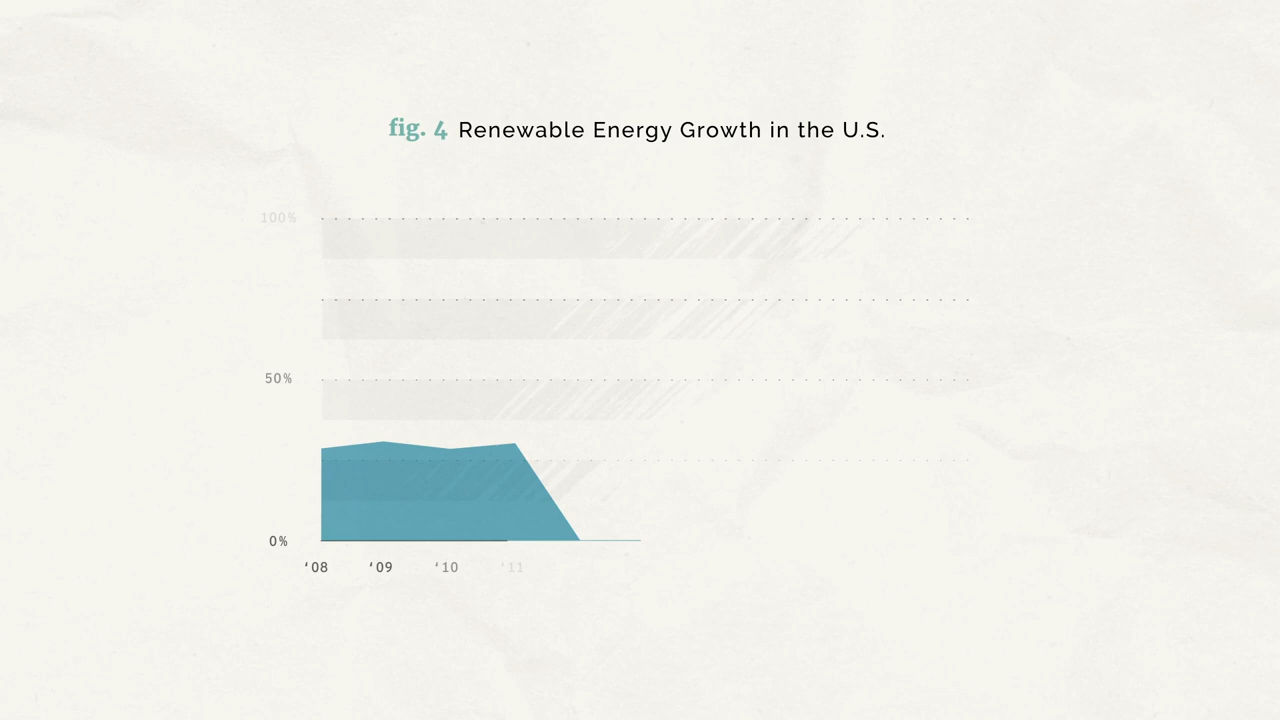 fig. 4 Renewable Energy Growth in the U.S.
100%
50%
0%
‘08 ‘09 ‘10 ‘11